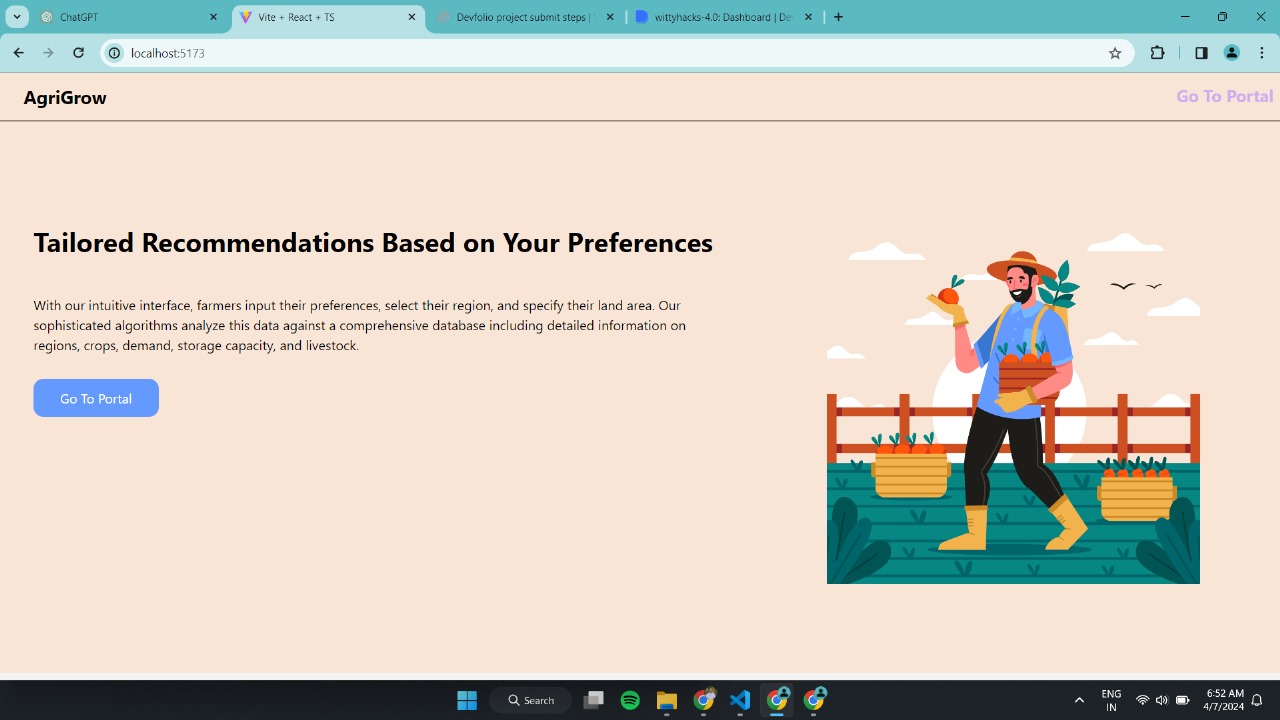 ChatGPT
Vite + React + TS
Devfolio project submit steps |
wittyhacks-4.0: Dashboard | De
localhost:5173
AgriGrow
Go To Portal
Tailored Recommendations Based on Your Preferences
With our intuitive interface, farmers input their preferences, select their region, and specify their land area. Our
sophisticated algorithms analyze this data against a comprehensive database including detailed information on
regions, crops, demand, storage capacity, and livestock.
Go To Portal
Search
ENG
IN
6:52 AM
4/7/2024